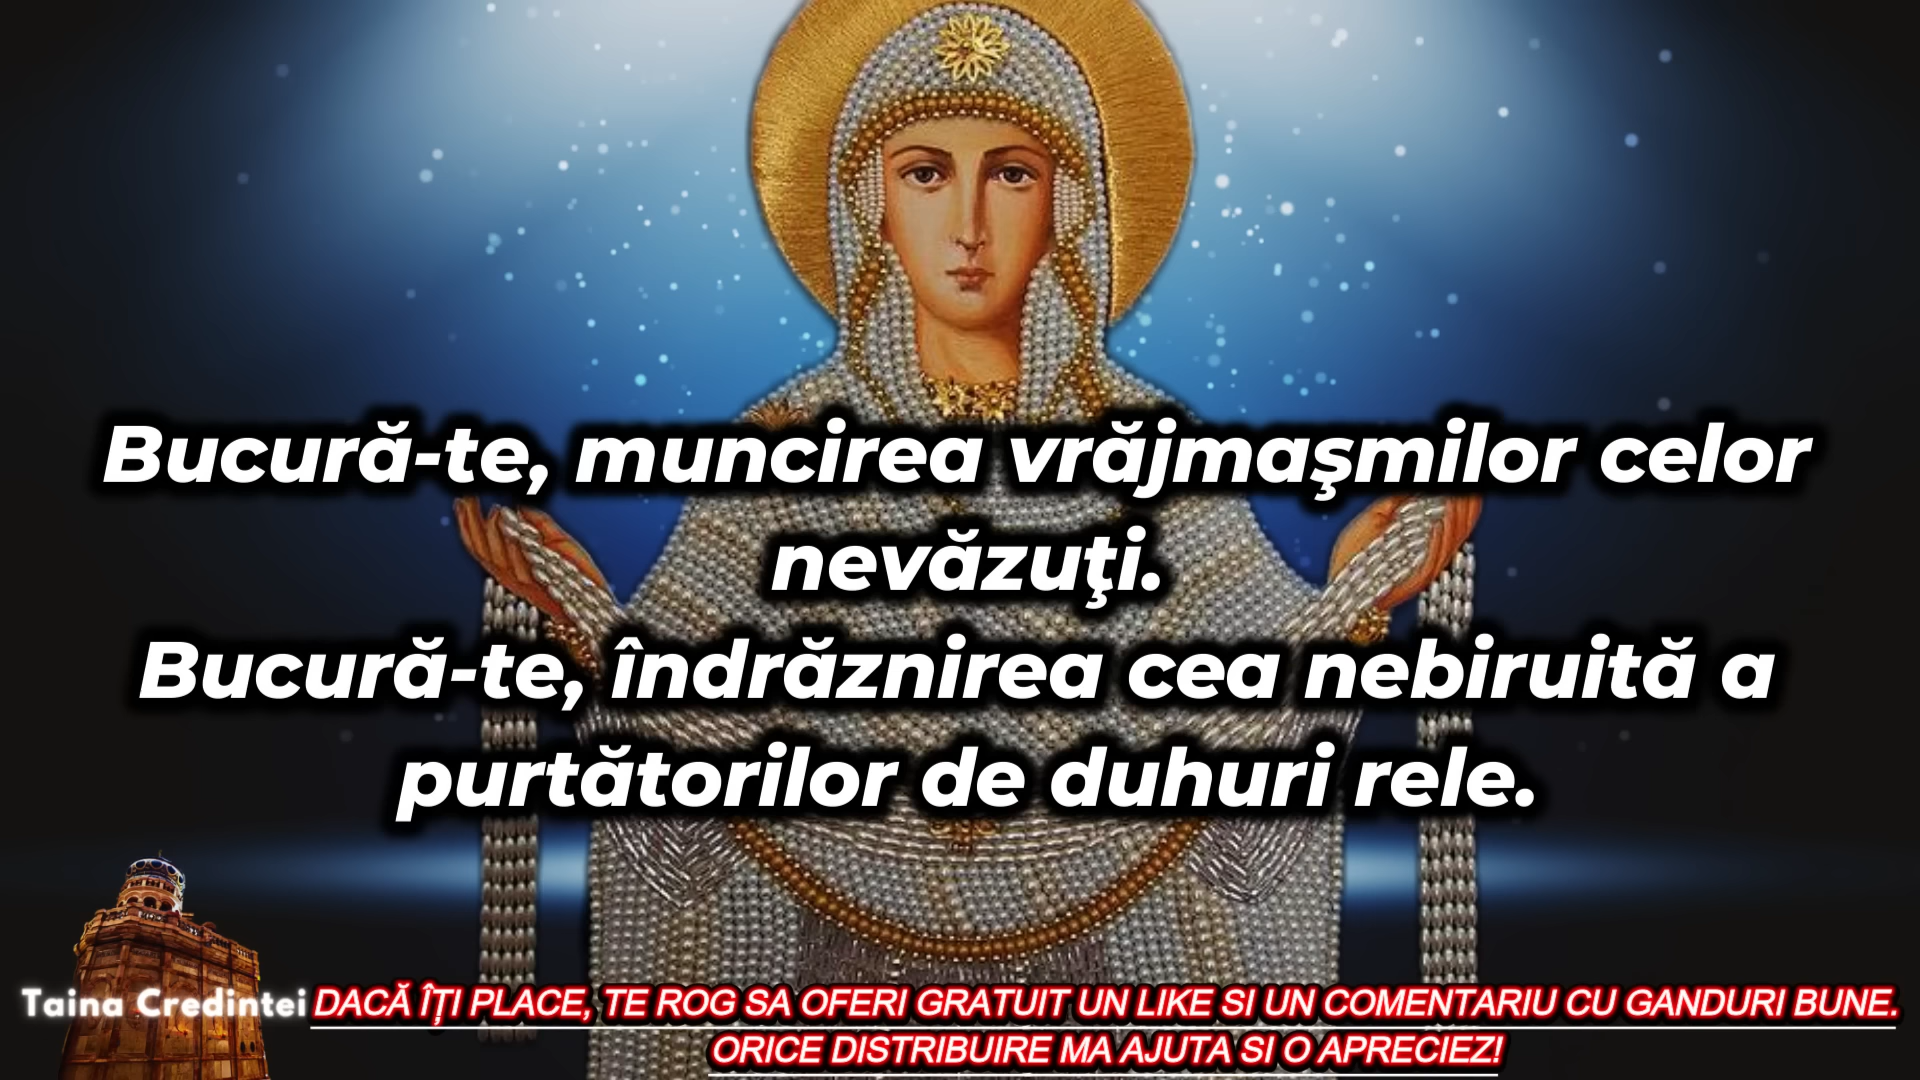 Bucură-te, muncirea vrăjmaşmilor celor
nevăzuţi.
Bucură-te, îndrăznirea cea nebiruită a
purtătorilor de duhuri rele.
Taina Credintei
DACĂ ÎȚI PLACE, TE ROG SA OFERI GRATUIT UN LIKE SI UN COMENTARIU CU GANDURI BUNE.
ORICE DISTRIBUIRE MA AJUTA SI O APRECIEZ!